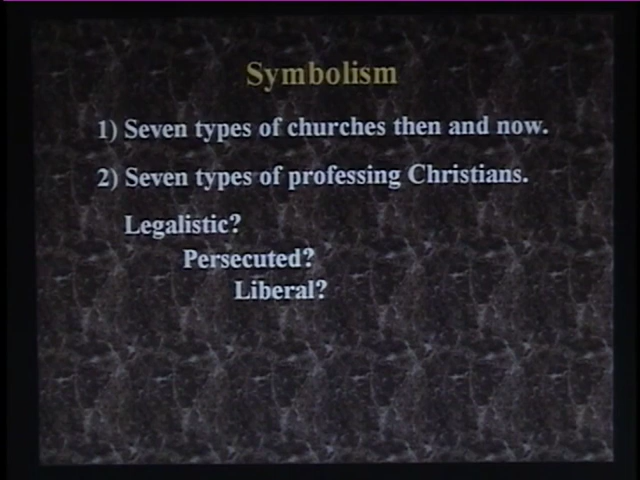 Symbolism
1) Seven types of churches then and now.
2) Seven types of professing Christians.
Legalistic?
Persecuted?
Liberal?